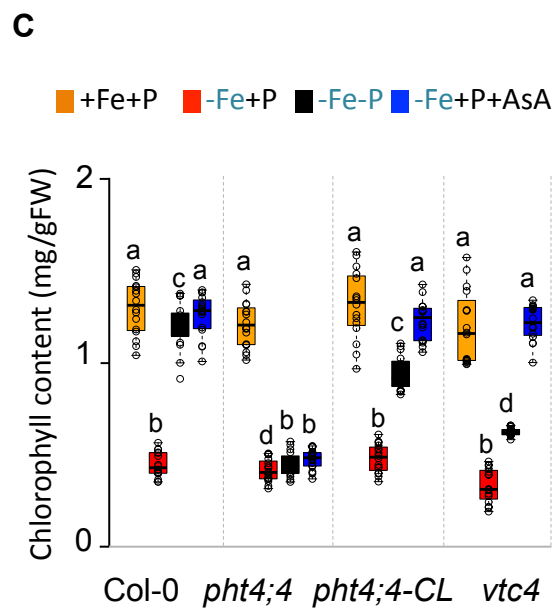 C
+Fe+P -Fe+P -Fe-P -Fe+P+AsA
Chlorophyll content (mg/gFW)
2
1
0
a b c a
a d b b
a b c a
a b d a
Col-0 pht4;4 pht4;4-CL vtc4